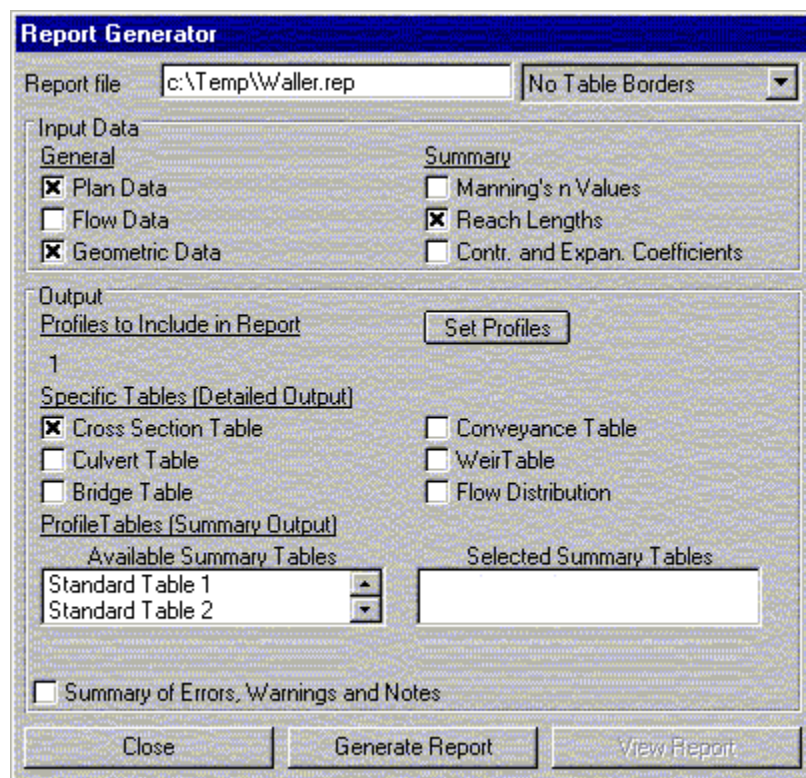 Report Generator
Report file c:\Temp\Waller.rep No Table Borders
Input Data
General Summary
Plan Data Manning's n Values
Flow Data Reach Lengths
Geometric Data Contr. and Expan. Coefficients
Output
Profiles to Include in Report Set Profiles
1
Specific Tables (Detailed Output)
Cross Section Table Conveyance Table
Culvert Table WeirTable
Bridge Table Flow Distribution
ProfileTables (Summary Output)
Available Summary Tables Selected Summary Tables
Standard Table 1
Standard Table 2
Summary of Errors, Warnings and Notes
Close Generate Report View Report